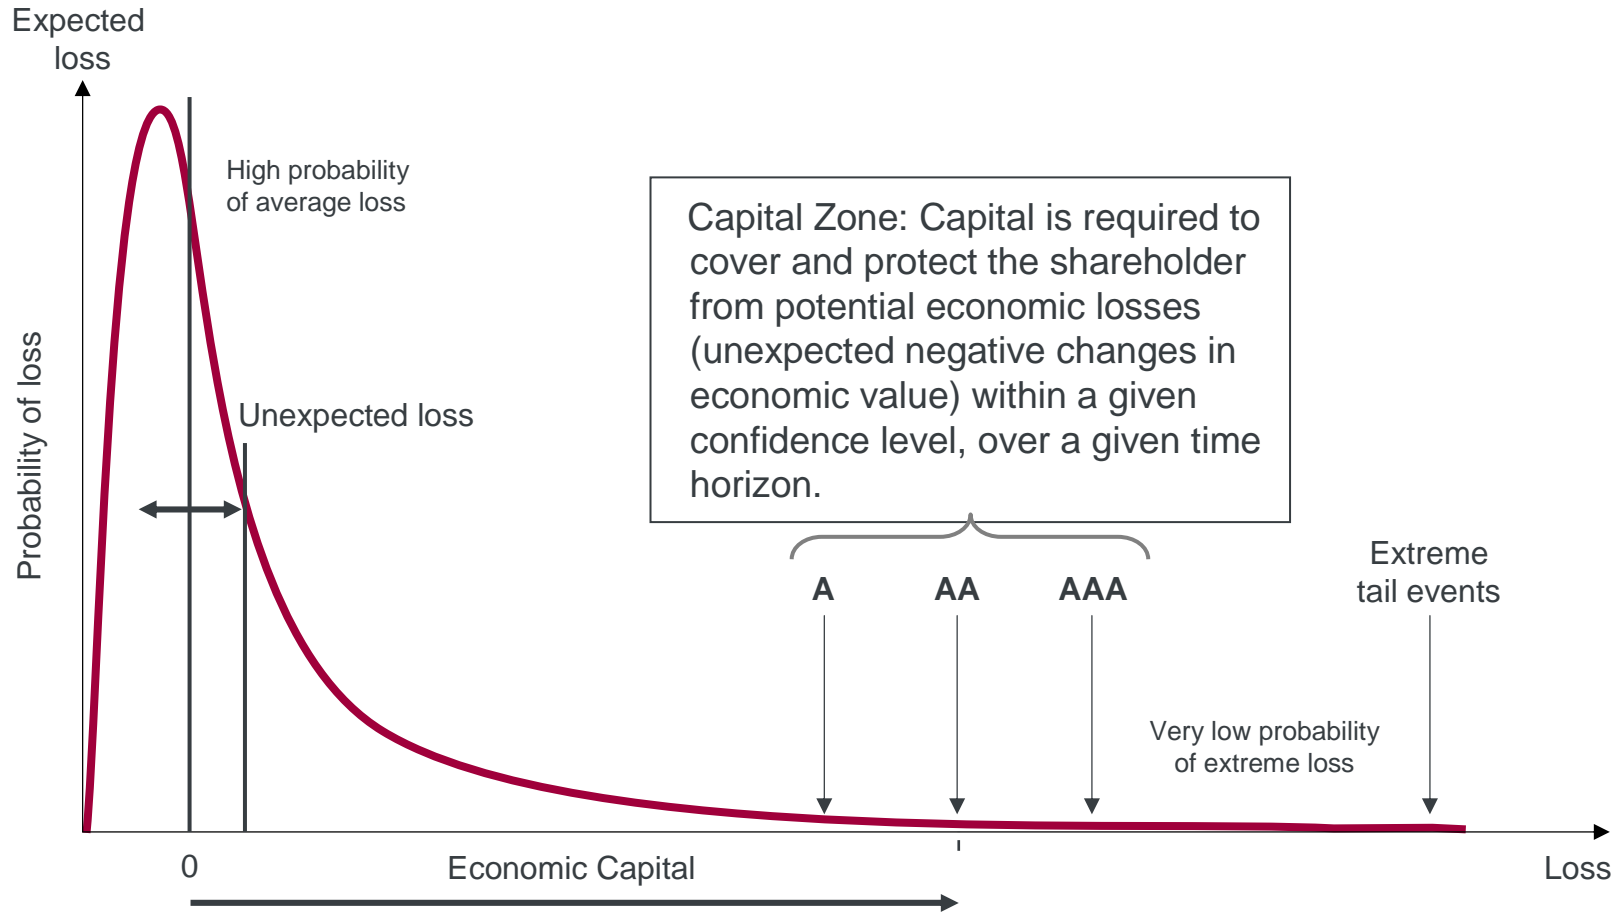 Expected
loss
High probability
of average loss
Capital Zone: Capital is required to
cover and protect the shareholder
from potential economic losses
(unexpected negative changes in
economic value) within a given
confidence level, over a given time
horizon.
Probability of loss
Unexpected loss
A
AA
AAA
Extreme
tail events
Very low probability
of extreme loss
0
Economic Capital
Loss